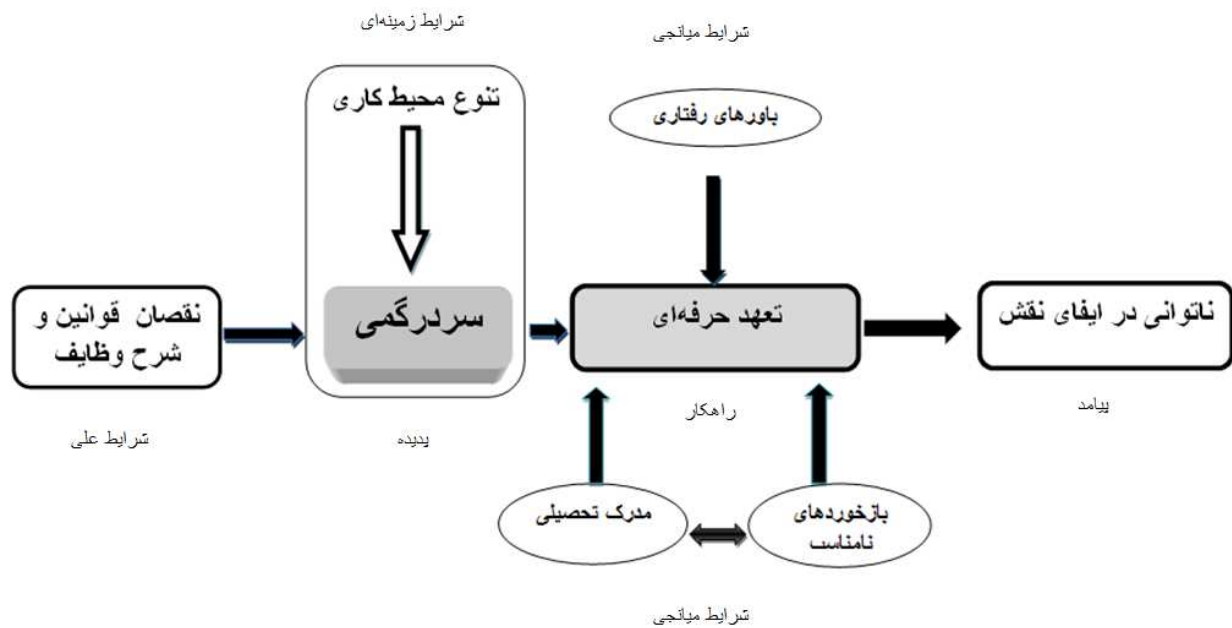 شرایط زمینه‌ای
شرایط میانجی
تنوع محیط کاری
باورهای رفتاری
نقصان قوانین و
شرح وظایف
سردرگمی
تعهد حرفه‌ای
ناتوانی در ایفای نقش
شرایط علی
پدیده
راهکار
پیامد
مدرک تحصیلی
بازخوردهای
نامناسب
شرایط میانجی